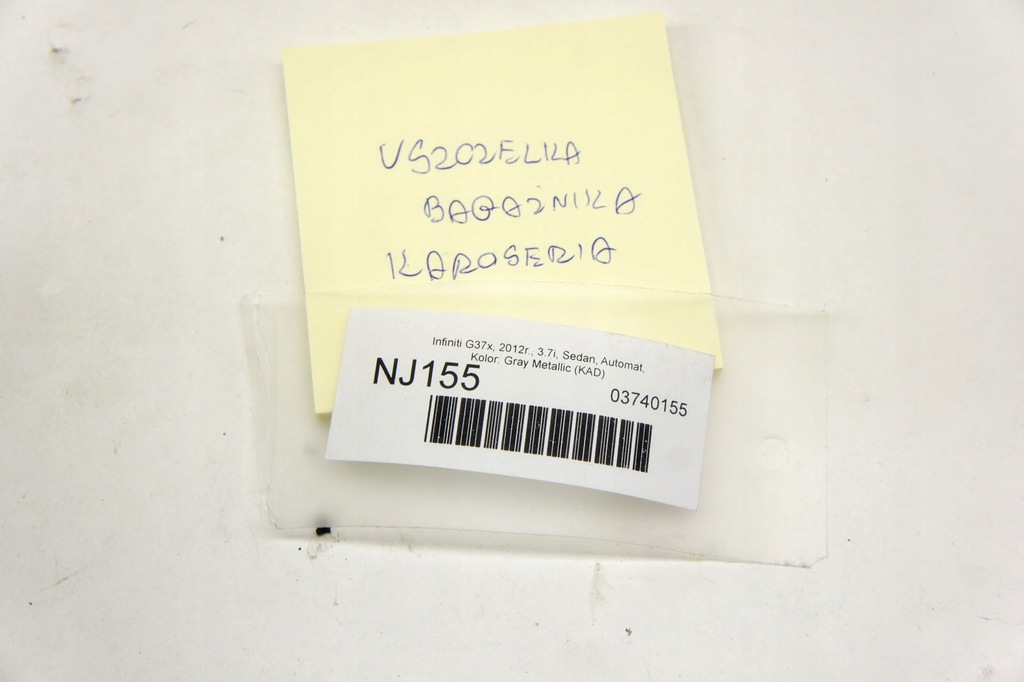 USZCZELKA
BAGAŻNIKA
KAROSERIA
Infiniti G37x, 2012r., 3.7i, Sedan, Automat,
Kolor: Gray Metallic (KAD)
NJ155
03740155